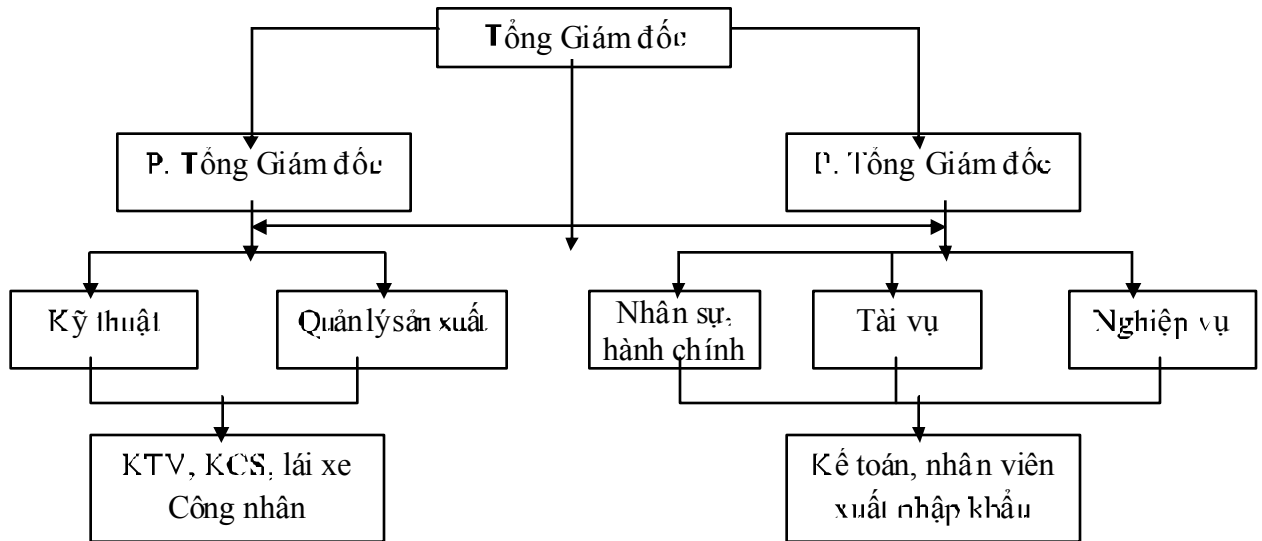 Tổng Giám đốc
P. Tổng Giám đốc
P. Tổng Giám đốc
Kỹ thuật
Quản lý sản xuất
Nhân sự,
hành chính
Tài vụ
Nghiệp vụ
KTV, KCS, lái xe
Công nhân
Kế toán, nhân viên
xuất nhập khẩu